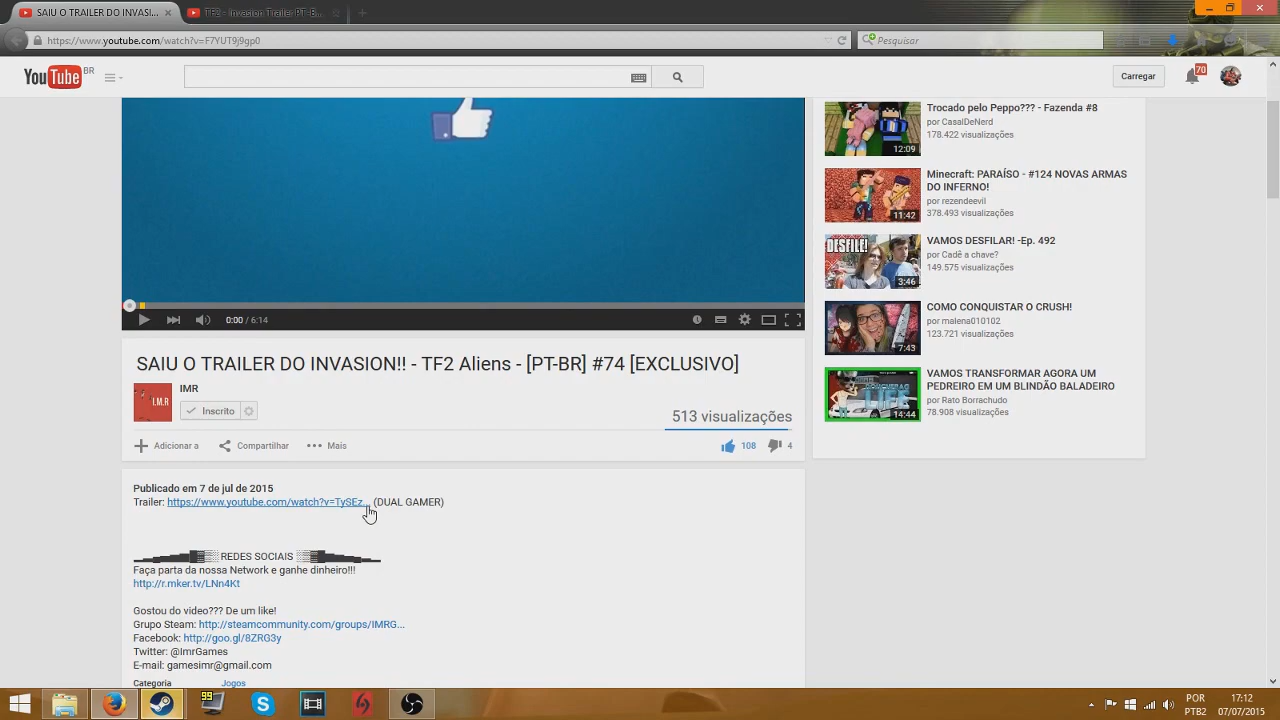 SAIU O TRAILER DO INVASI...
TF2 - Invasion Trailer PT-B...
https://www.youtube.com/watch?v=F7YUT9j9gp0
Pesquisar
YouTube BR
Carregar
70
Trocado pelo Peppo??? - Fazenda #8
por CasalDeNerd
178.422 visualizações
12:09
Minecraft: PARAÍSO - #124 NOVAS ARMAS
DO INFERNO!
por rezendeevil
378.493 visualizações
11:42
DESFILE!
VAMOS DESFILAR! -Ep. 492
por Cadê a chave?
149.575 visualizações
3:46
COMO CONQUISTAR O CRUSH!
por malena010102
123.721 visualizações
7:43
VAMOS TRANSFORMAR AGORA UM
PEDREIRO EM UM BLINDÃO BALADEIRO
por Rato Borrachudo
78.908 visualizações
LIFE
14:44
0:00 / 6:14
SAIU O TRAILER DO INVASION!! - TF2 Aliens - [PT-BR] #74 [EXCLUSIVO]
I.M.R
IMR
Inscrito
513 visualizações
Adicionar a
Compartilhar
Mais
108
4
Publicado em 7 de jul de 2015
Trailer: https://www.youtube.com/watch?v=TySEz... (DUAL GAMER)
REDES SOCIAIS
Faça parta da nossa Network e ganhe dinheiro!!!
http://r.mker.tv/LNn4Kt
Gostou do video??? De um like!
Grupo Steam: http://steamcommunity.com/groups/IMRG...
Facebook: http://goo.gl/8ZRG3y
Twitter: @ImrGames
E-mail: gamesimr@gmail.com
Categoria Jogos
99
POR
PTB2
17:12
07/07/2015